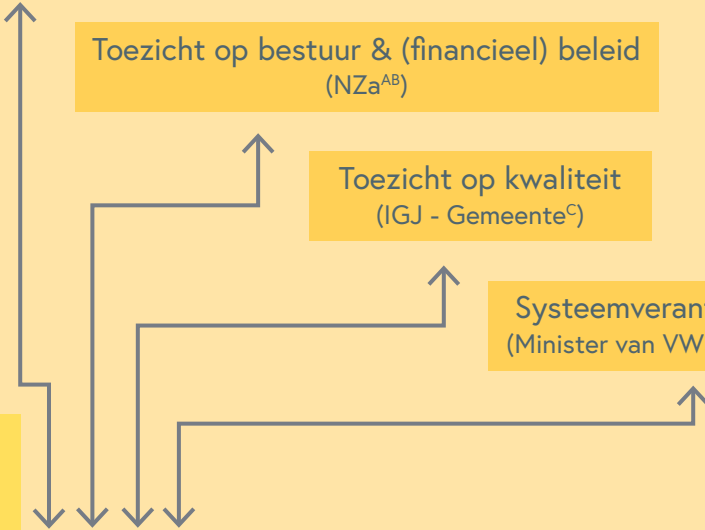 Toezicht op bestuur & (financieel) beleid
(NZaAB)
Toezicht op kwaliteit
(IGJ - GemeenteC)
Systeemverant
(Minister van VW